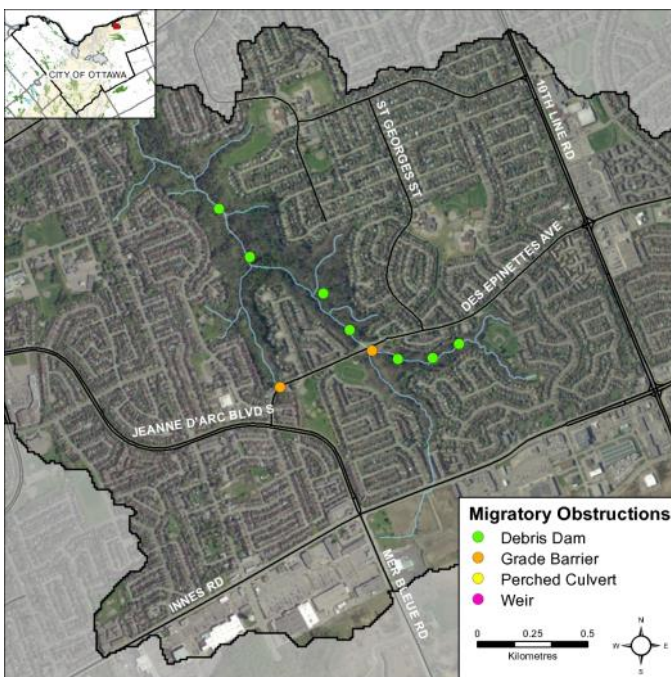 CITY OF OTTAWA
10TH LINE RD
ST GEORGES ST
DES EPINETTES AVE
JEANNE D'ARC BLVD S
INNES RD
MER BLEUE RD
Migratory Obstructions
Debris Dam
Grade Barrier
Perched Culvert
Weir
0 0.25 0.5
Kilometres
N
W E
S